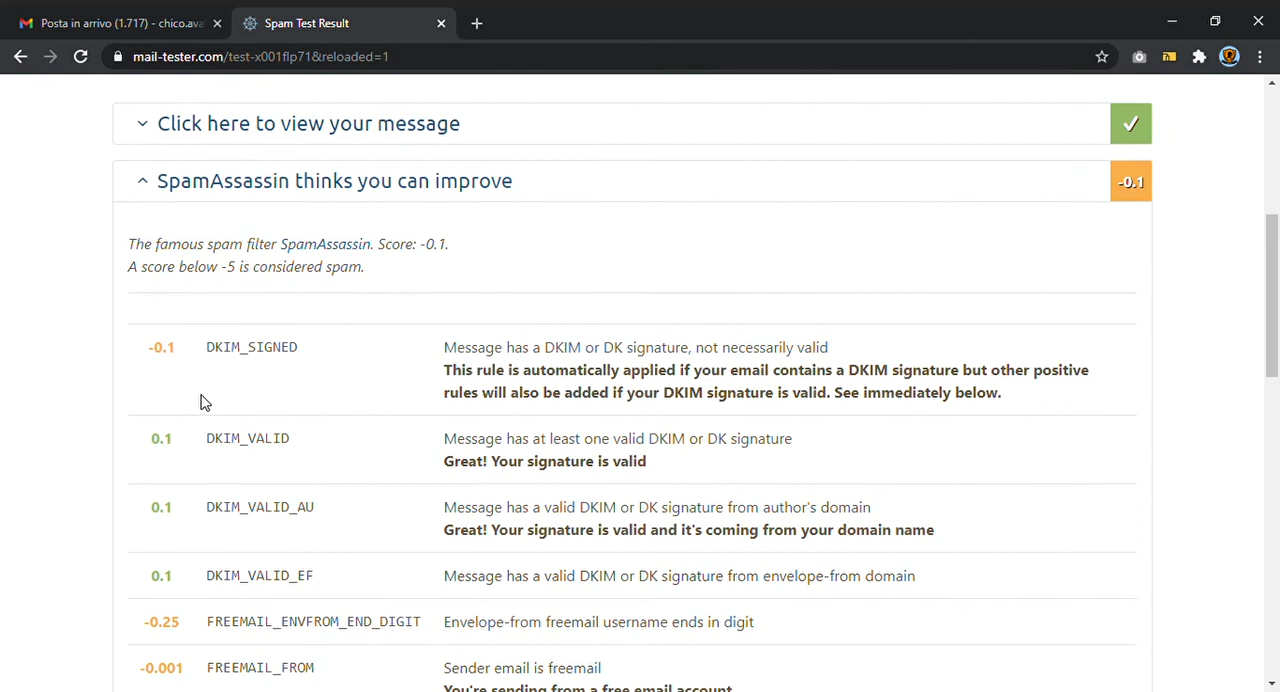 Posta in arrivo (1.717) - chico.ava
Spam Test Result
mail-tester.com/test-x001flp71&reloaded=1
Click here to view your message
SpamAssassin thinks you can improve
-0.1
The famous spam filter SpamAssassin. Score: -0.1.
A score below -5 is considered spam.
-0.1 DKIM_SIGNED Message has a DKIM or DK signature, not necessarily valid
This rule is automatically applied if your email contains a DKIM signature but other positive
rules will also be added if your DKIM signature is valid. See immediately below.
0.1 DKIM_VALID Message has at least one valid DKIM or DK signature
Great! Your signature is valid
0.1 DKIM_VALID_AU Message has a valid DKIM or DK signature from author's domain
Great! Your signature is valid and it's coming from your domain name
0.1 DKIM_VALID_EF Message has a valid DKIM or DK signature from envelope-from domain
-0.25 FREEMAIL_ENVFROM_END_DIGIT Envelope-from freemail username ends in digit
-0.001 FREEMAIL_FROM Sender email is freemail
You're sending from a free email account